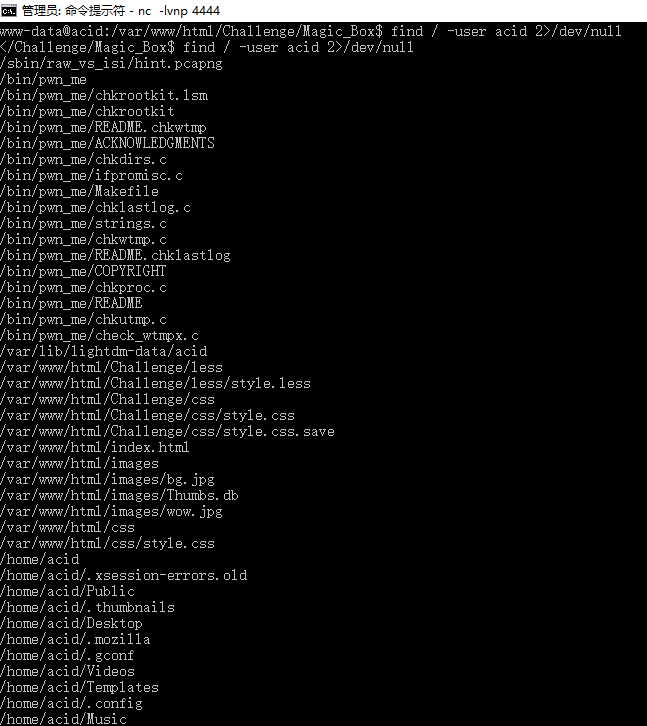 管理员: 命令提示符 - nc -lvnp 4444
www-data@acid:/var/www/html/Challenge/Magic_Box$ find / -user acid 2>/dev/null
</Challenge/Magic_Box$ find / -user acid 2>/dev/null
/sbin/raw_vs_isi/hint.pcapng
/bin/pwn_me
/bin/pwn_me/chkrootkit.lsm
/bin/pwn_me/chkrootkit
/bin/pwn_me/README.chkwtmp
/bin/pwn_me/ACKNOWLEDGMENTS
/bin/pwn_me/chkdirs.c
/bin/pwn_me/ifpromisc.c
/bin/pwn_me/Makefile
/bin/pwn_me/chklastlog.c
/bin/pwn_me/strings.c
/bin/pwn_me/chkwtmp.c
/bin/pwn_me/README.chklastlog
/bin/pwn_me/COPYRIGHT
/bin/pwn_me/chkproc.c
/bin/pwn_me/README
/bin/pwn_me/chkutmp.c
/bin/pwn_me/check_wtmpx.c
/var/lib/lightdm-data/acid
/var/www/html/Challenge/less
/var/www/html/Challenge/less/style.less
/var/www/html/Challenge/css
/var/www/html/Challenge/css/style.css
/var/www/html/Challenge/css/style.css.save
/var/www/html/index.html
/var/www/html/images
/var/www/html/images/bg.jpg
/var/www/html/images/Thumbs.db
/var/www/html/images/wow.jpg
/var/www/html/css
/var/www/html/css/style.css
/home/acid
/home/acid/.xsession-errors.old
/home/acid/Public
/home/acid/.thumbnails
/home/acid/Desktop
/home/acid/.mozilla
/home/acid/.gconf
/home/acid/Videos
/home/acid/Templates
/home/acid/.config
/home/acid/Music